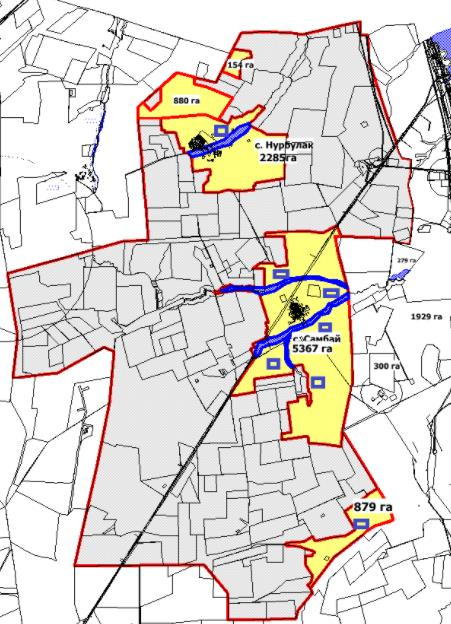 154 га
880 га
с. Нурбулак
2285га
279 га
1929 га
с. Самбай
5367 га
300 га
879 га